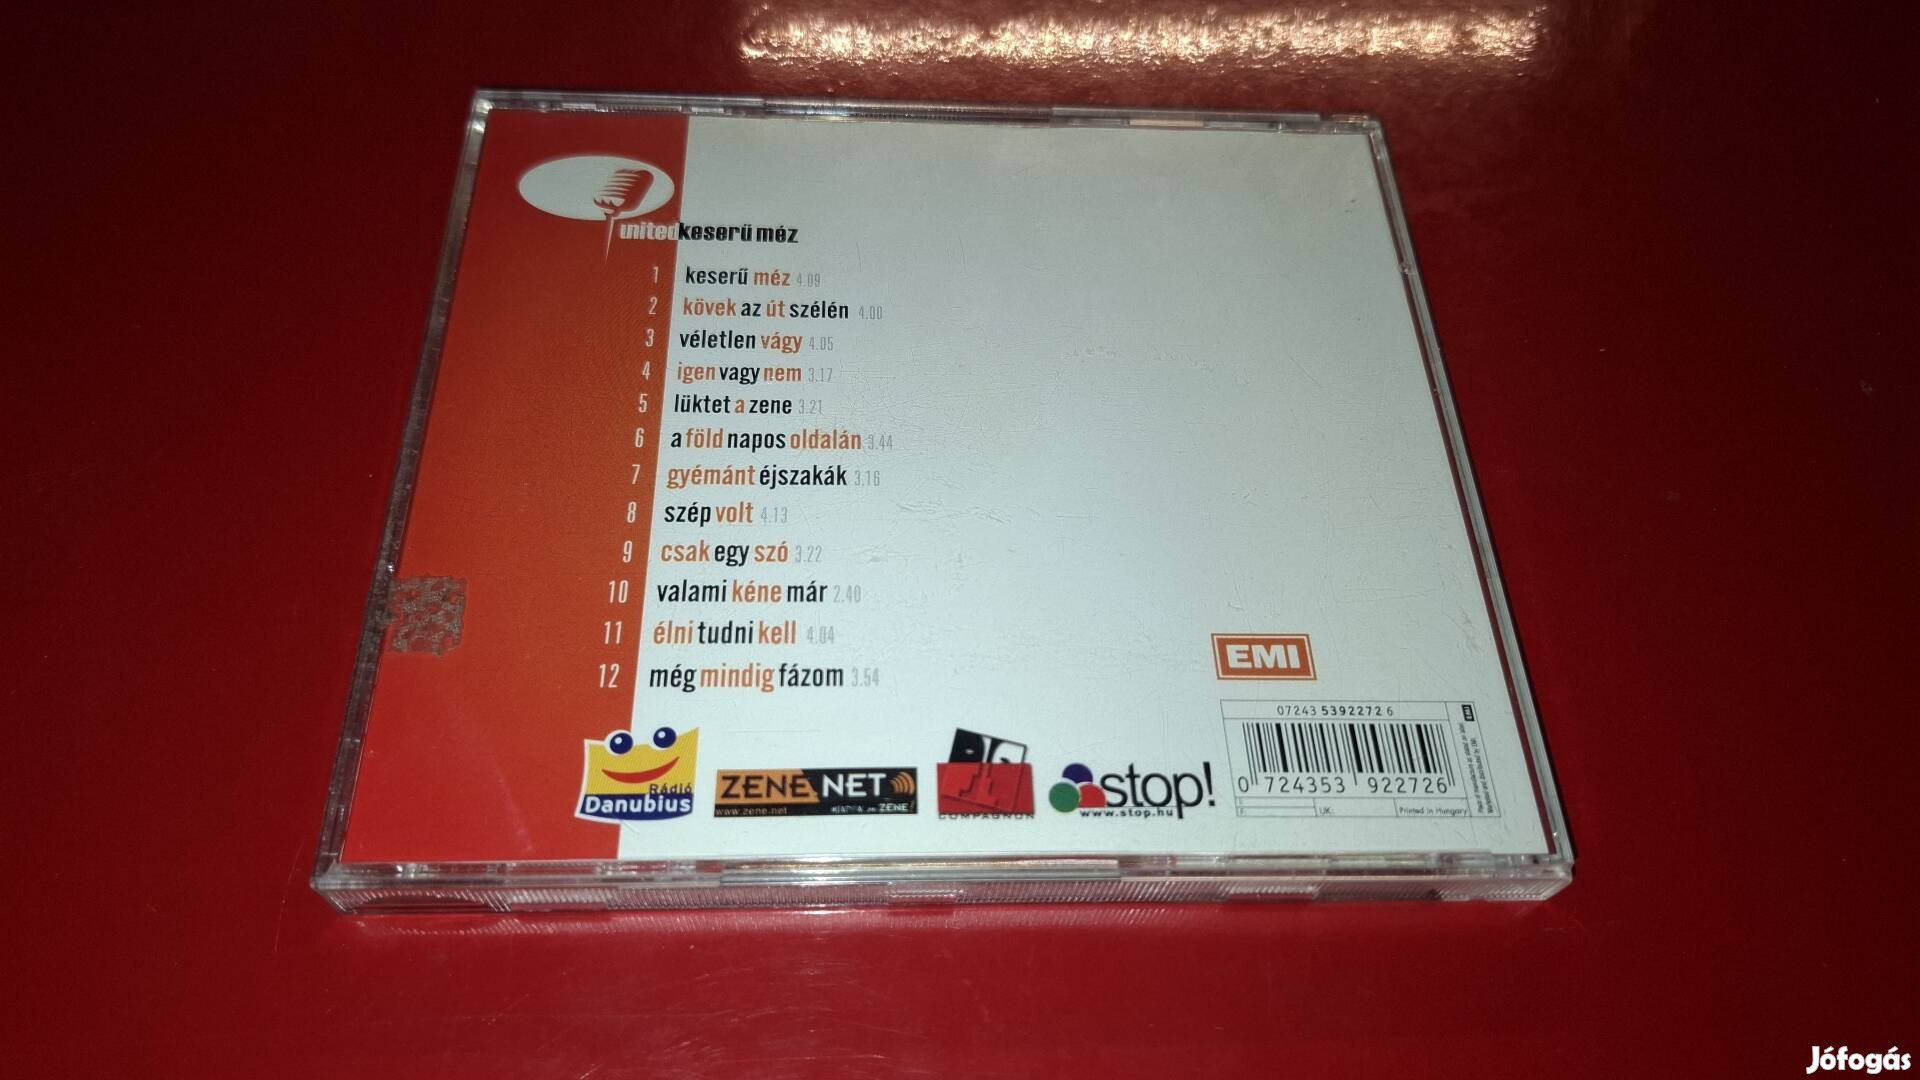 unitedkeserű méz
1 keserű méz 4.09
2 kövek az út szélén 4.00
3 véletlen vágy 4.05
4 igen vagy nem 3.17
5 lüktet a zene 3.21
6 a föld napos oldalán 3.44
7 gyémánt éjszakák 3.16
8 szép volt 4.13
9 csak egy szó 3.22
10 valami kéne már 2.40
11 élni tudni kell 4.04
12 még mindig fázom 3.54
EMI
07243 5392272 6
0 724353 922726
UK:
Printed in Hungary
Rádió
Danubius
ZENE NET
www.zene.net
COMPAGNON
stop!
www.stop.hu
Jófogás